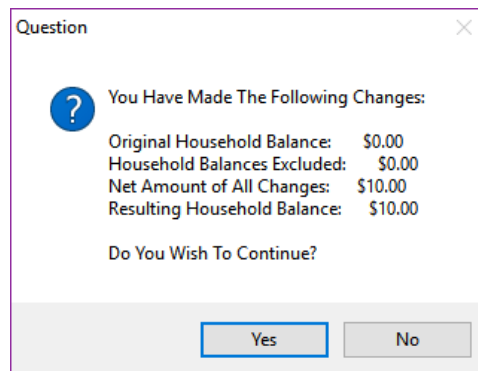 Question
You Have Made The Following Changes:
Original Household Balance: $0.00
Household Balances Excluded: $0.00
Net Amount of All Changes: $10.00
Resulting Household Balance: $10.00
Do You Wish To Continue?
Yes No